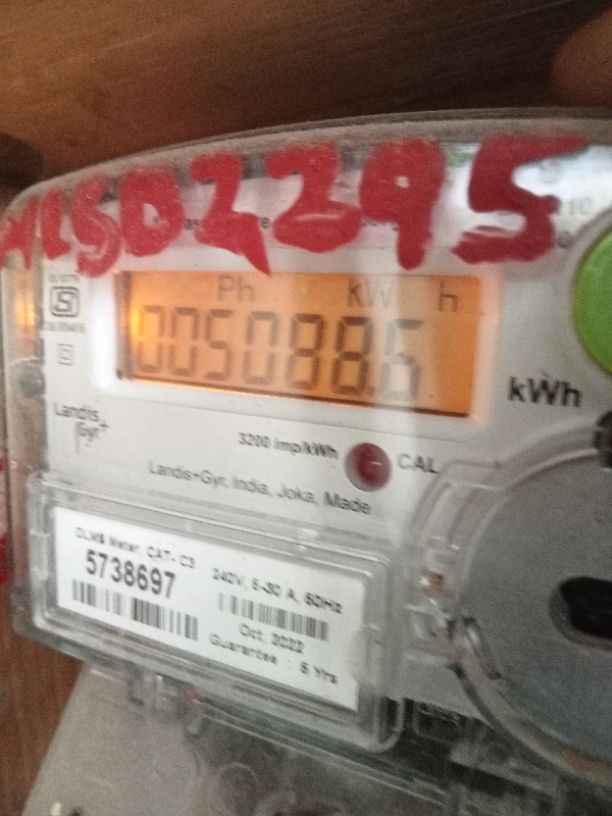 LSD2295
Ph kW h
005088.6
kWh
Landis
Gyr+
3200 imp/kWh
CAL
Landis+Gyr, India, Joka, Made
DLMS Meter, CAT- C3
5738697
240V, 5-30 A, 50Hz
Oct. 2022
Guarantee : 5 Yrs